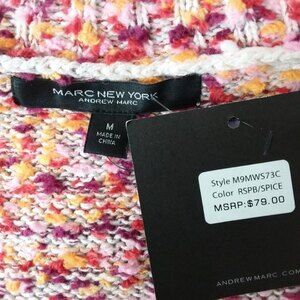 MARC NEW YORK
ANDREW MARC
M
MADE IN
CHINA
Style M9MWS73C
Color RSPB/SPICE
MSRP:$79.00
ANDREWMARC.COM